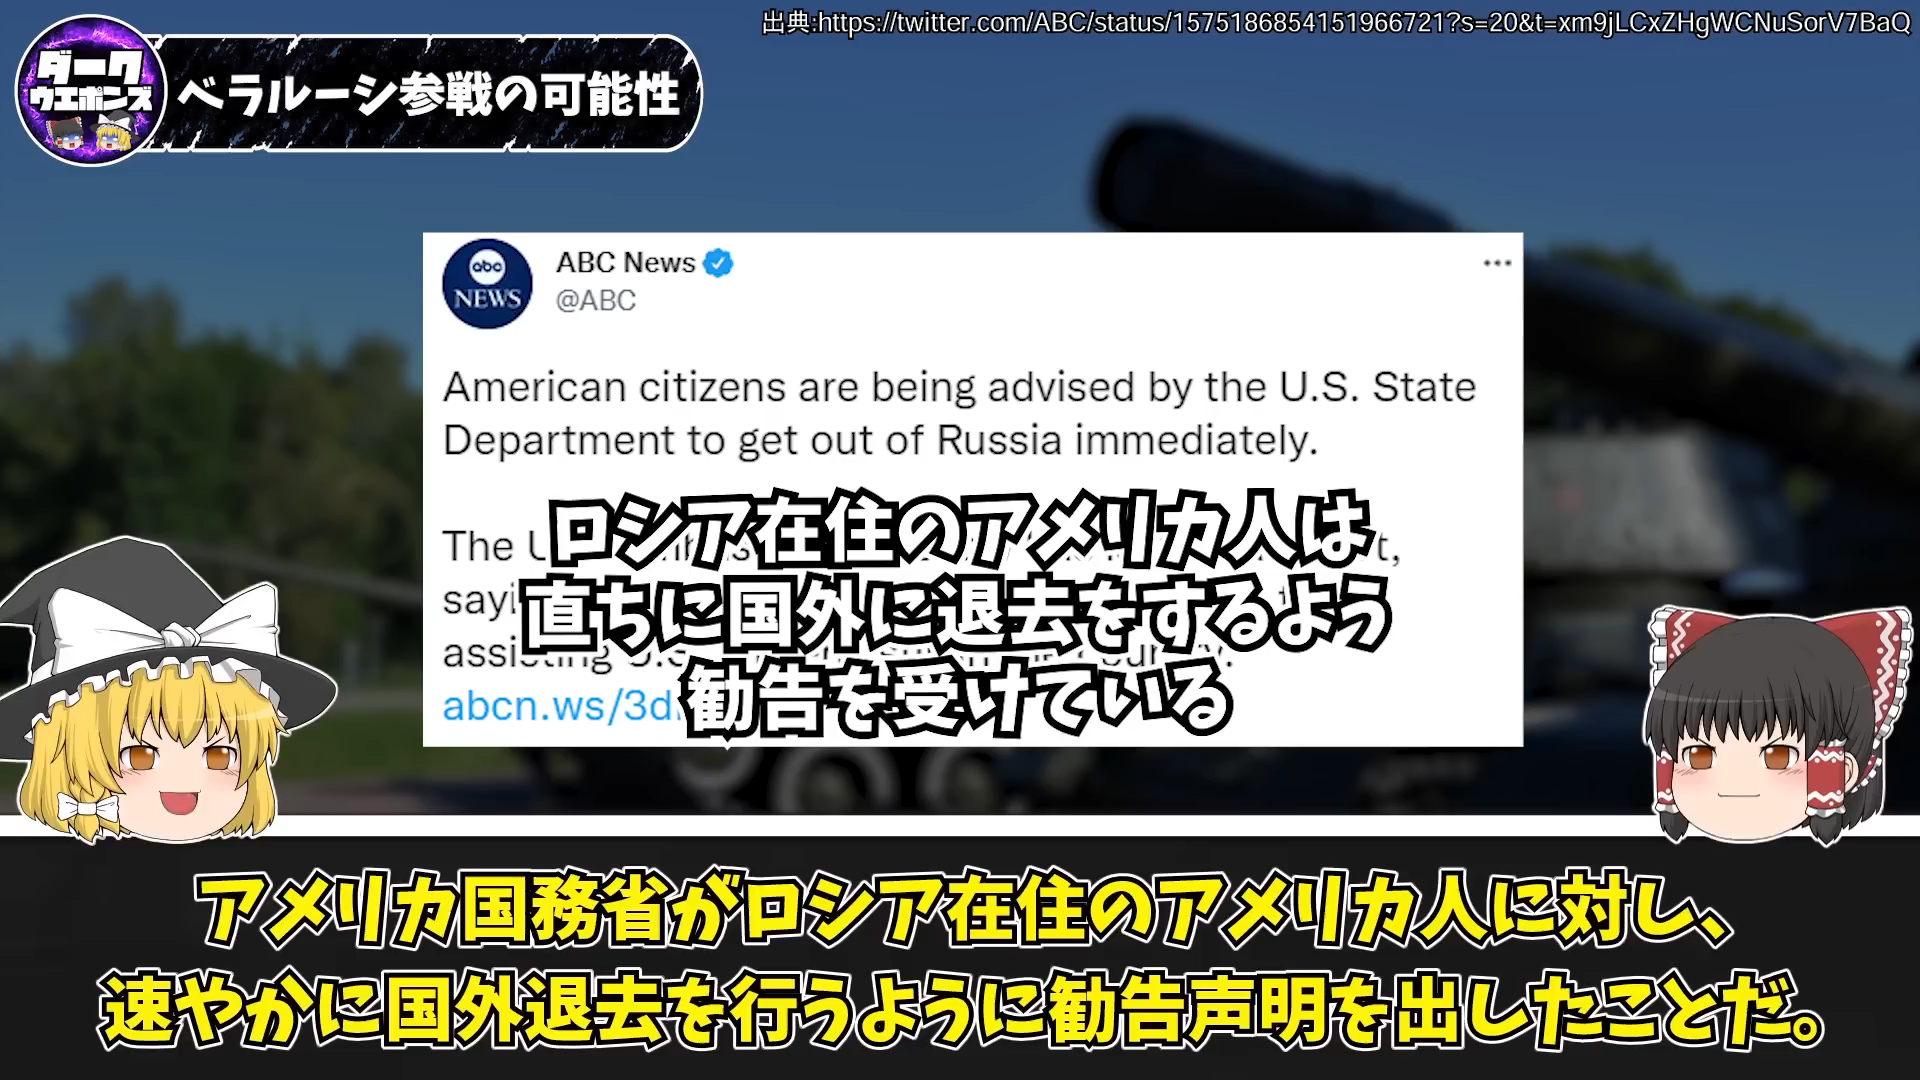 出典:https://twitter.com/ABC/status/1575186854151966721?s=20&t=xm9jLCxZHgWCNuSorV7BaQ
ダーク
ウエポンズ
ベラルーシ参戦の可能性
abc
NEWS
ABC News
@ABC
American citizens are being advised by the U.S. State
Department to get out of Russia immediately.
The
abcn.ws/3d
ロシア在住のアメリカ人は
直ちに国外に退去をするよう
勧告を受けている
アメリカ国務省がロシア在住のアメリカ人に対し、
速やかに国外退去を行うように勧告声明を出したことだ。